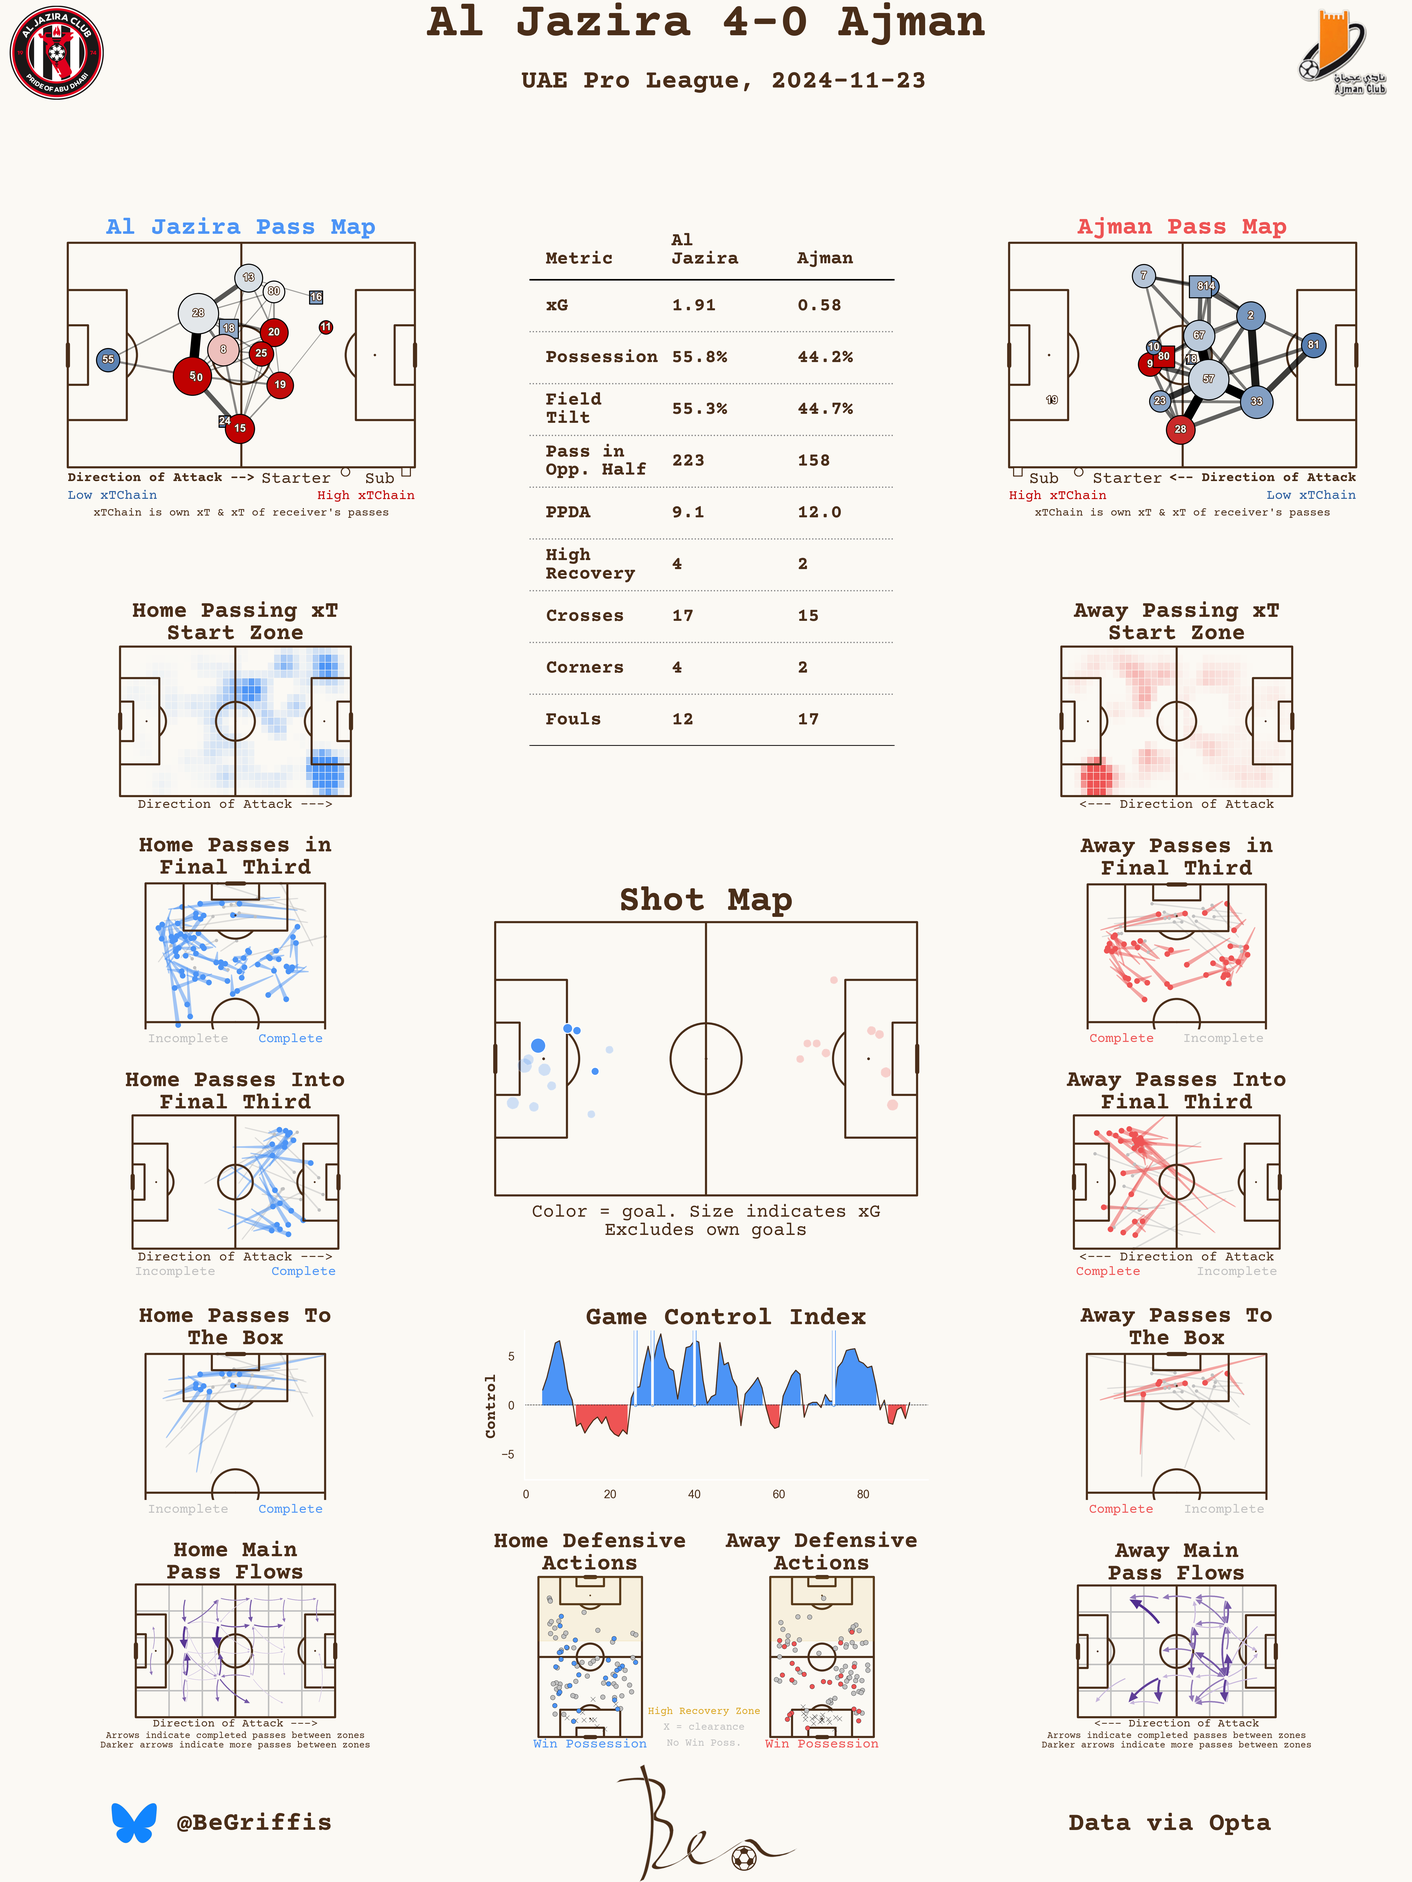 Al Jazira 4-0 Ajman
UAE Pro League, 2024-11-23
AL JAZIRA CLUB
PRIDE OF ABU DHABI
نادي عجمان
Ajman Club
Al Jazira Pass Map
13
80
16
28
18
20
11
8
25
55
50
19
24
15
Direction of Attack --> Starter Sub
Low xTChain High xTChain
xTChain is own xT & xT of receiver's passes
Metric Al Jazira Ajman
xG 1.91 0.58
Possession 55.8% 44.2%
Field Tilt 55.3% 44.7%
Pass in Opp. Half 223 158
PPDA 9.1 12.0
High Recovery 4 2
Crosses 17 15
Corners 4 2
Fouls 12 17
Ajman Pass Map
7
814
2
67
81
10
80
18
9
57
23
33
19
28
Sub Starter <-- Direction of Attack
High xTChain Low xTChain
xTChain is own xT & xT of receiver's passes
Home Passing xT
Start Zone
Direction of Attack --->
Away Passing xT
Start Zone
<--- Direction of Attack
Home Passes in
Final Third
Incomplete Complete
Away Passes in
Final Third
Complete Incomplete
Shot Map
Color = goal. Size indicates xG
Excludes own goals
Home Passes Into
Final Third
Direction of Attack --->
Incomplete Complete
Away Passes Into
Final Third
<--- Direction of Attack
Complete Incomplete
Home Passes To
The Box
Incomplete Complete
Game Control Index
Control
5
0
−5
0 20 40 60 80
Away Passes To
The Box
Complete Incomplete
Home Main
Pass Flows
Direction of Attack --->
Arrows indicate completed passes between zones
Darker arrows indicate more passes between zones
Home Defensive
Actions
Win Possession
High Recovery Zone
X = clearance
No Win Poss.
Away Defensive
Actions
Win Possession
Away Main
Pass Flows
<--- Direction of Attack
Arrows indicate completed passes between zones
Darker arrows indicate more passes between zones
@BeGriffis
Ben
Data via Opta